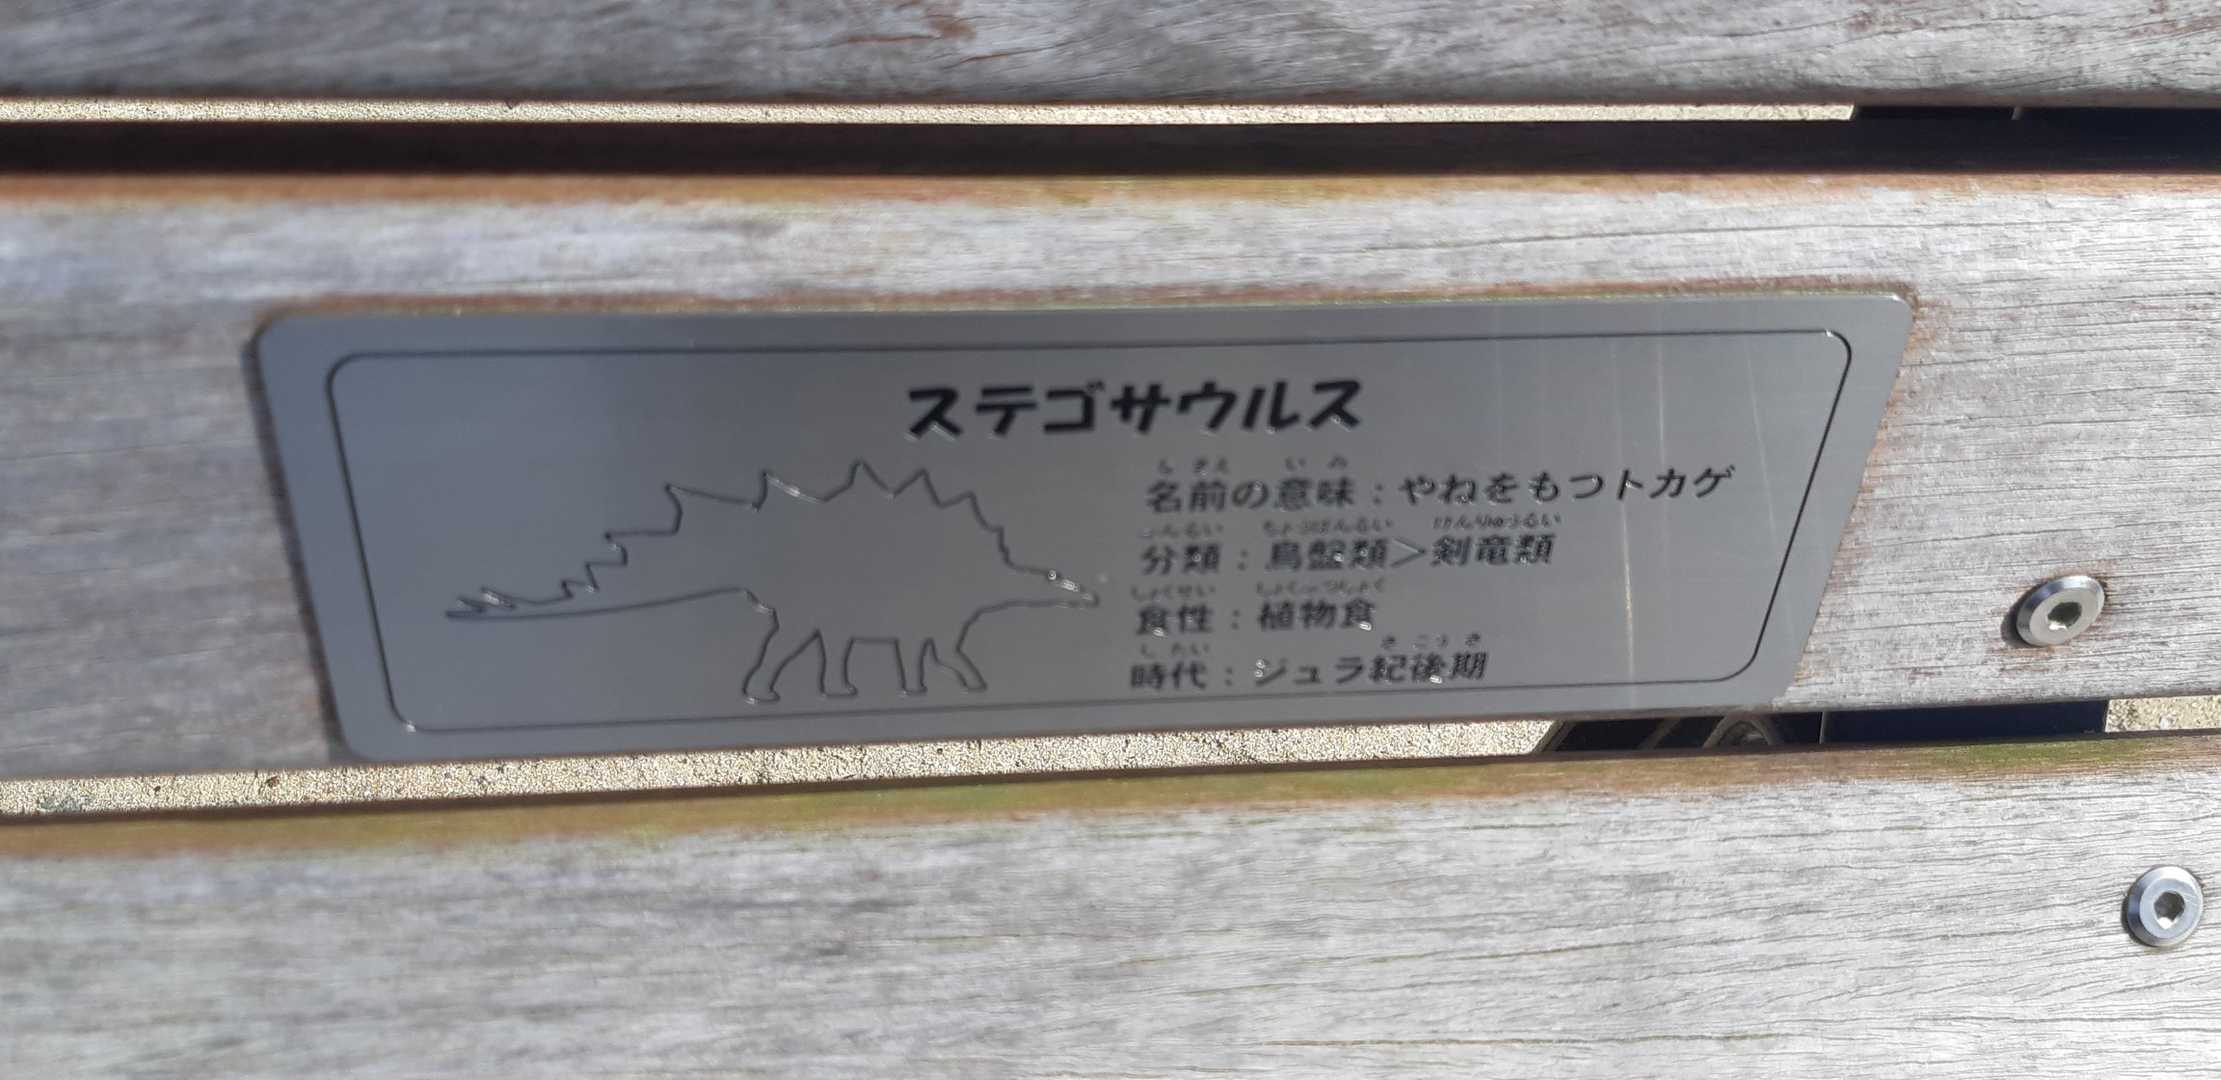 ステゴサウルス
名前の意味：やねをもつトカゲ
分類：鳥盤類＞剣竜類
食性：植物食
時代：ジュラ紀後期